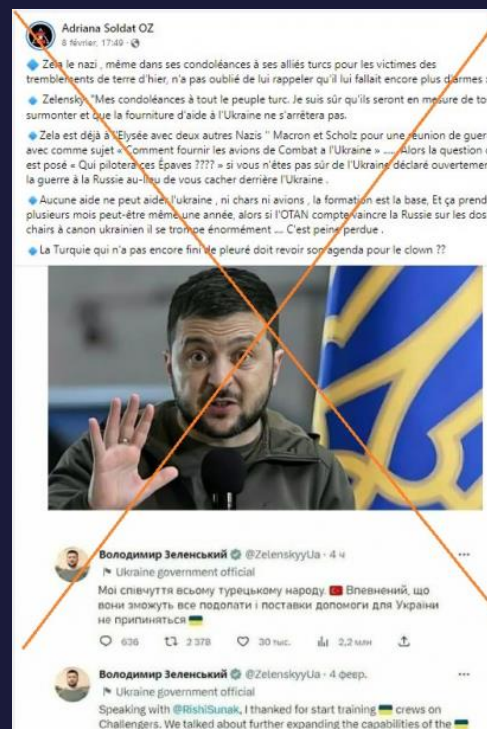 Adriana Soldat OZ
8 février, 17:49
Zela le nazi , même dans ses condoléances à ses alliés turcs pour les victimes des
tremblements de terre d'hier, n'a pas oublié de lui rappeler qu'il lui fallait encore plus d'armes
Zelensky "Mes condoléances à tout le peuple turc. Je suis sûr qu'ils seront en mesure de to
surmonter et que la fourniture d'aide à l'Ukraine ne s'arrêtera pas.
Zela est déjà à l'Elysée avec deux autres Nazis " Macron et Scholz pour une réunion de guer
avec comme sujet « Comment fournir les avions de Combat a l'Ukraine » .... Alors la question
est posé « Qui pilotera ces Épaves ???? » si vous n'êtes pas sûr de l'Ukraine déclaré ouvertemen
la guerre à la Russie au-lieu de vous cacher derrière l'Ukraine .
Aucune aide ne peut aider l'ukraine , ni chars ni avions , la formation est la base, Et ça prend
plusieurs mois peut-être même une année, alors si l'OTAN compte vaincre la Russie sur les dos
chairs à canon ukrainien il se trompe énormément .... C'est peine perdue .
La Turquie qui n'a pas encore fini de pleuré doit revoir son agenda pour le clown ??
Володимир Зеленський @ZelenskyyUa · 4 ч
Ukraine government official
Мої співчуття всьому турецькому народу. Впевнений, що
вони зможуть все подолати і поставки допомоги для України
не припиняться
636 2 378 30 тыс. 2,2 млн
Володимир Зеленський @ZelenskyyUa · 4 февр.
Ukraine government official
Speaking with @RishiSunak, I thanked for start training crews on
Challengers. We talked about further expanding the capabilities of the